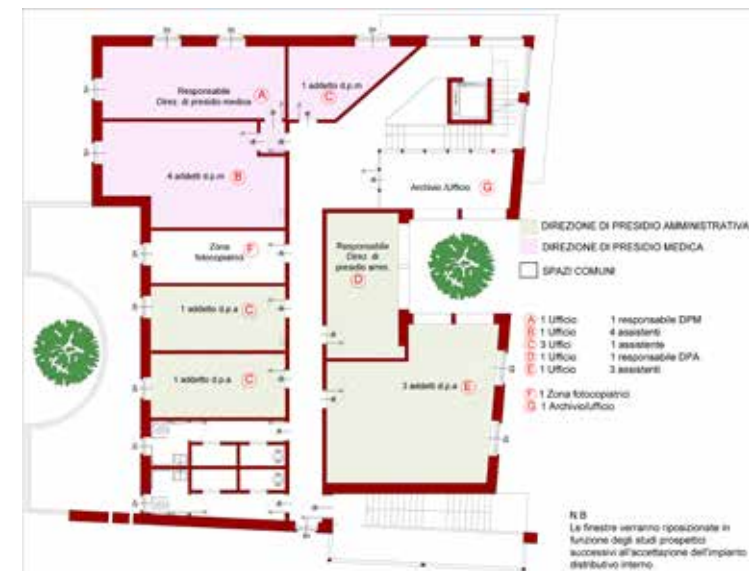 Responsabile
Direz. di presidio medica
A
1 addetto d.p.m
C
4 addetti d.p.m
B
Archivio /Ufficio
G
Zona
fotocopiatrici
F
Responsabile
Direz. di
presidio amm.
D
1 addetto d.p.a
C
1 addetto d.p.a
C
3 addetti d.p.a
E
DIREZIONE DI PRESIDIO AMMINISTRATIVA
DIREZIONE DI PRESIDIO MEDICA
SPAZI COMUNI
A 1 Ufficio 1 responsabile DPM
B 1 Ufficio 4 assistenti
C 3 Uffici 1 assistente
D 1 Ufficio 1 responsabile DPA
E 1 Ufficio 3 assistenti
F 1 Zona fotocopiatrici
G 1 Archivio/ufficio
N.B
Le finestre verranno riposizionate in
funzione degli studi prospettici
successivi all'accettazione dell'impianto
distributivo interno.